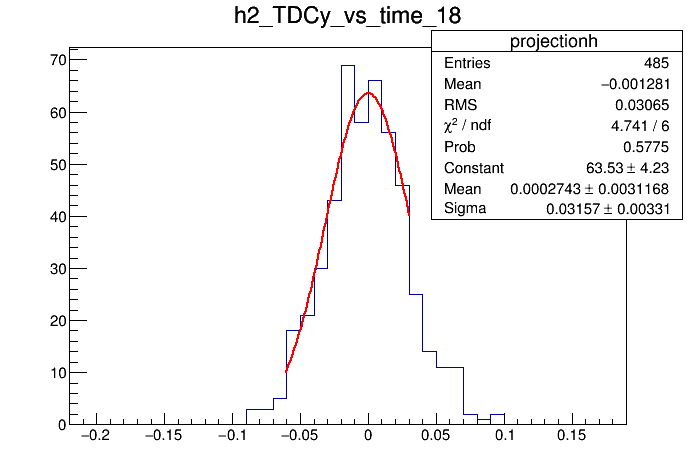 h2_TDCy_vs_time_18
projectionh
Entries 485
Mean −0.001281
RMS 0.03065
χ² / ndf 4.741 / 6
Prob 0.5775
Constant 63.53 ± 4.23
Mean 0.0002743 ± 0.0031168
Sigma 0.03157 ± 0.00331
70
60
50
40
30
20
10
0
−0.2 −0.15 −0.1 −0.05 0 0.05 0.1 0.15